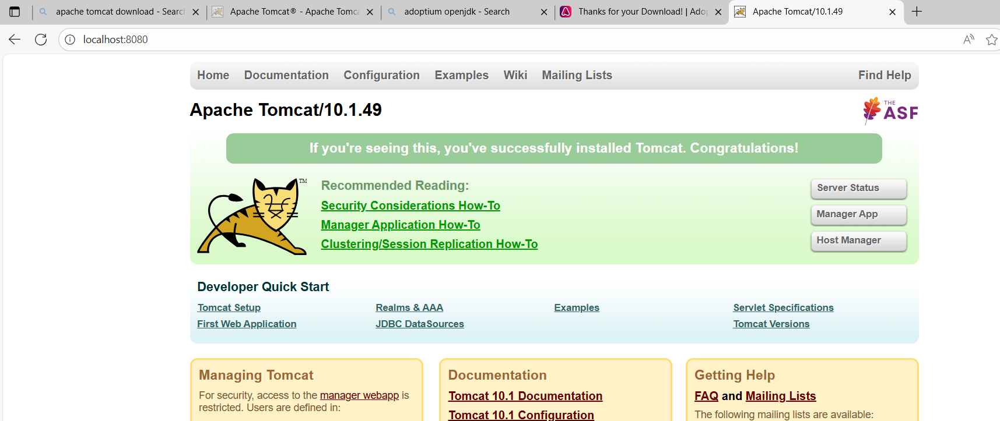 apache tomcat download - Search
Apache Tomcat® - Apache Tomca
adoptium openjdk - Search
Thanks for your Download! | Adop
Apache Tomcat/10.1.49
localhost:8080
Home Documentation Configuration Examples Wiki Mailing Lists Find Help
Apache Tomcat/10.1.49
THE
ASF
If you're seeing this, you've successfully installed Tomcat. Congratulations!
TM
Recommended Reading:
Security Considerations How-To
Manager Application How-To
Clustering/Session Replication How-To
Server Status
Manager App
Host Manager
Developer Quick Start
Tomcat Setup
First Web Application
Realms & AAA
JDBC DataSources
Examples
Servlet Specifications
Tomcat Versions
Managing Tomcat
For security, access to the manager webapp is
restricted. Users are defined in:
Documentation
Tomcat 10.1 Documentation
Tomcat 10.1 Configuration
Getting Help
FAQ and Mailing Lists
The following mailing lists are available: